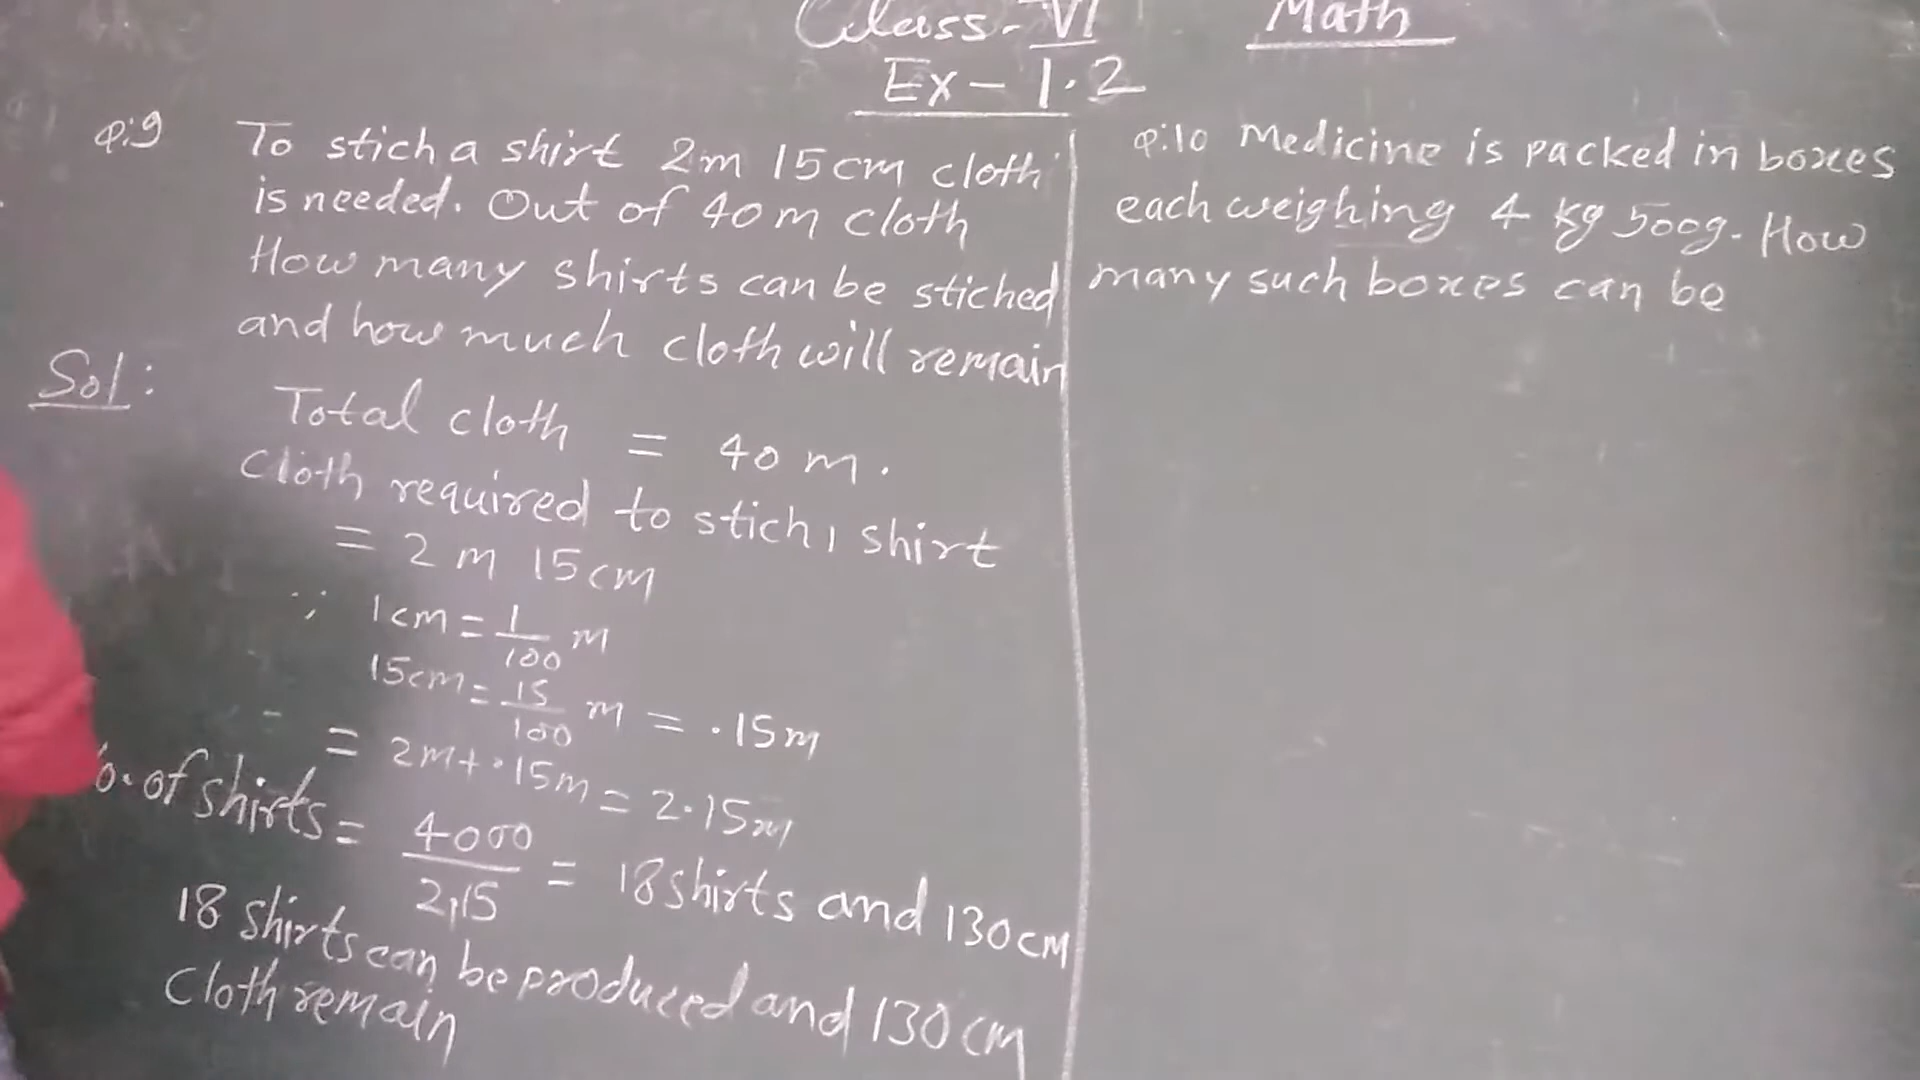 Class-VI Math
Ex-1.2
Q:9 To stich a shirt 2m 15cm cloth
is needed. Out of 40m cloth
How many shirts can be stiched
and how much cloth will remain
Sol:
Total cloth = 40 m.
Cloth required to stich 1 shirt
= 2 m 15cm
∵ 1cm = 1/100 m
15cm = 15/100 m = .15m
= 2m+.15m = 2.15m
o. of shirts = 4000/2,15 = 18 shirts and 130cm
18 shirts can be produced and 130cm
Cloth remain
Q:10 Medicine is packed in boxes
each weighing 4 kg 500g. How
many such boxes can be